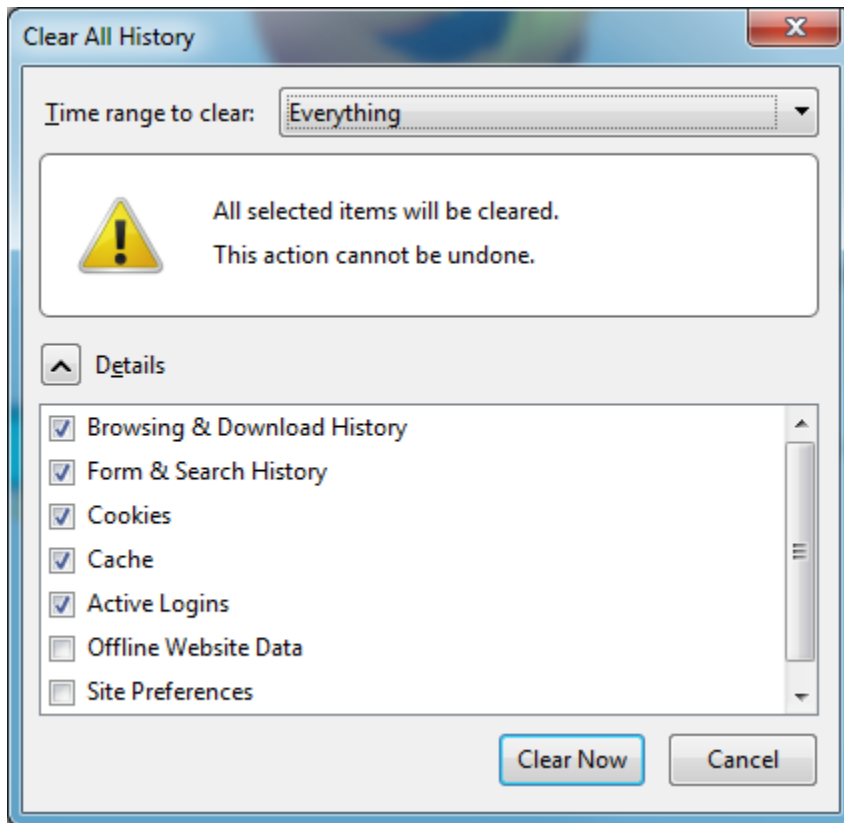 Clear All History
Time range to clear: Everything
All selected items will be cleared.
This action cannot be undone.
Details
Browsing & Download History
Form & Search History
Cookies
Cache
Active Logins
Offline Website Data
Site Preferences
Clear Now Cancel